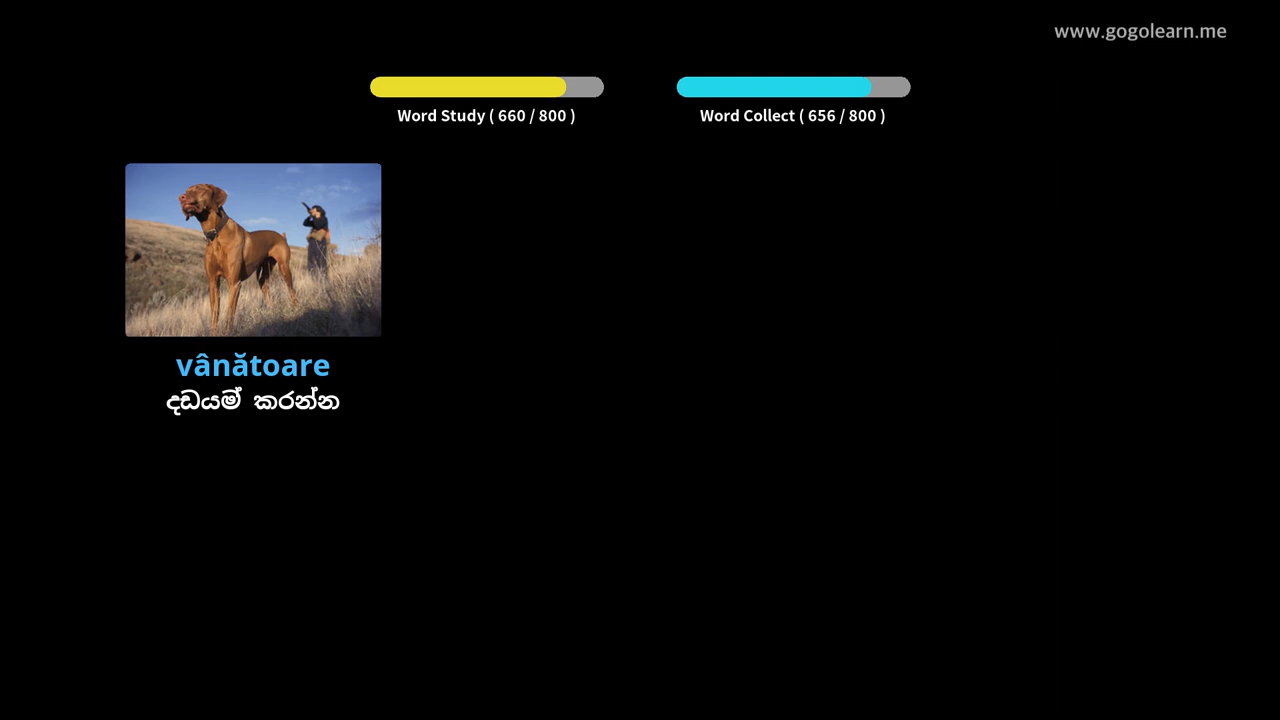 www.gogolearn.me
Word Study ( 660 / 800 )
Word Collect ( 656 / 800 )
vânătoare
දඩයම් කරන්න